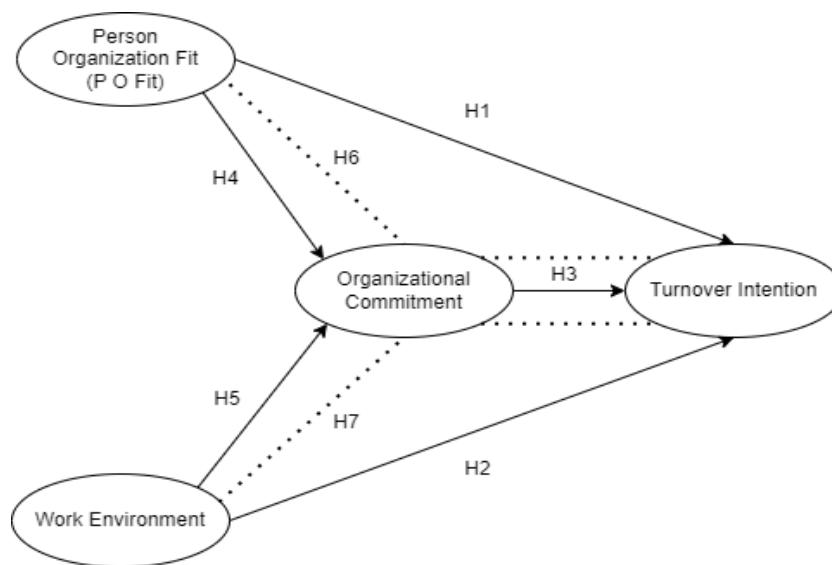 Person
Organization Fit
(P O Fit)
H1
H6
H4
Organizational
Commitment
H3
Turnover Intention
H5
H7
H2
Work Environment